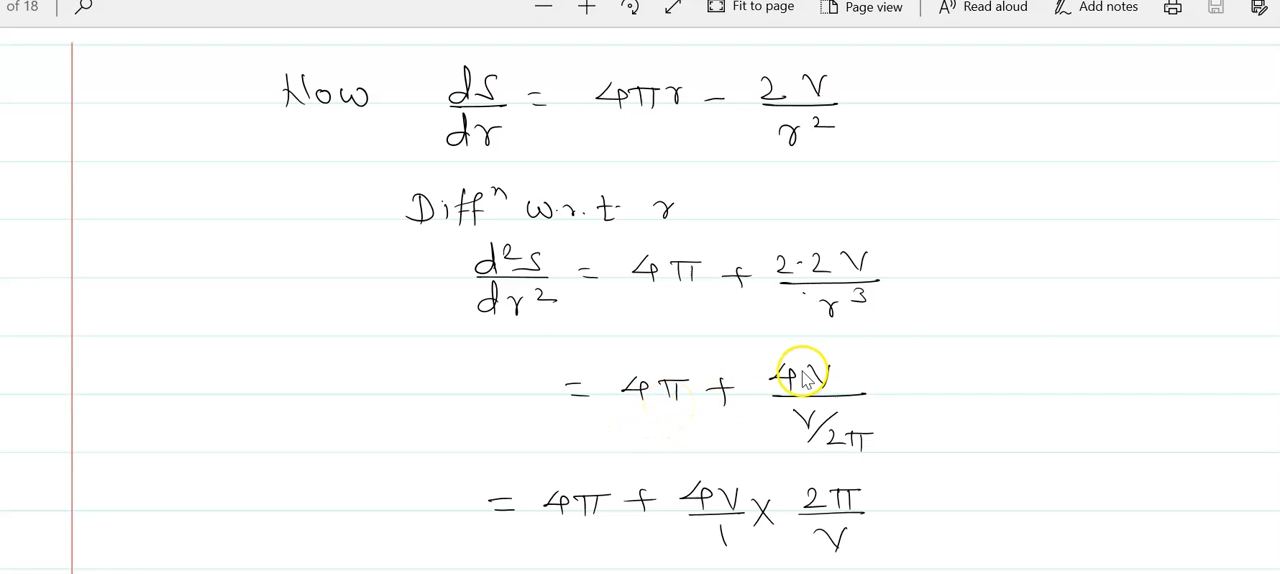 of 18 Fit to page Page view Read aloud Add notes
Now dS/dr = 4πr - 2V/r²
Diffⁿ w.r.t. r
d²S/dr² = 4π + 2·2V/r³
= 4π + 4V/(V/2π)
= 4π + 4V/1 × 2π/V